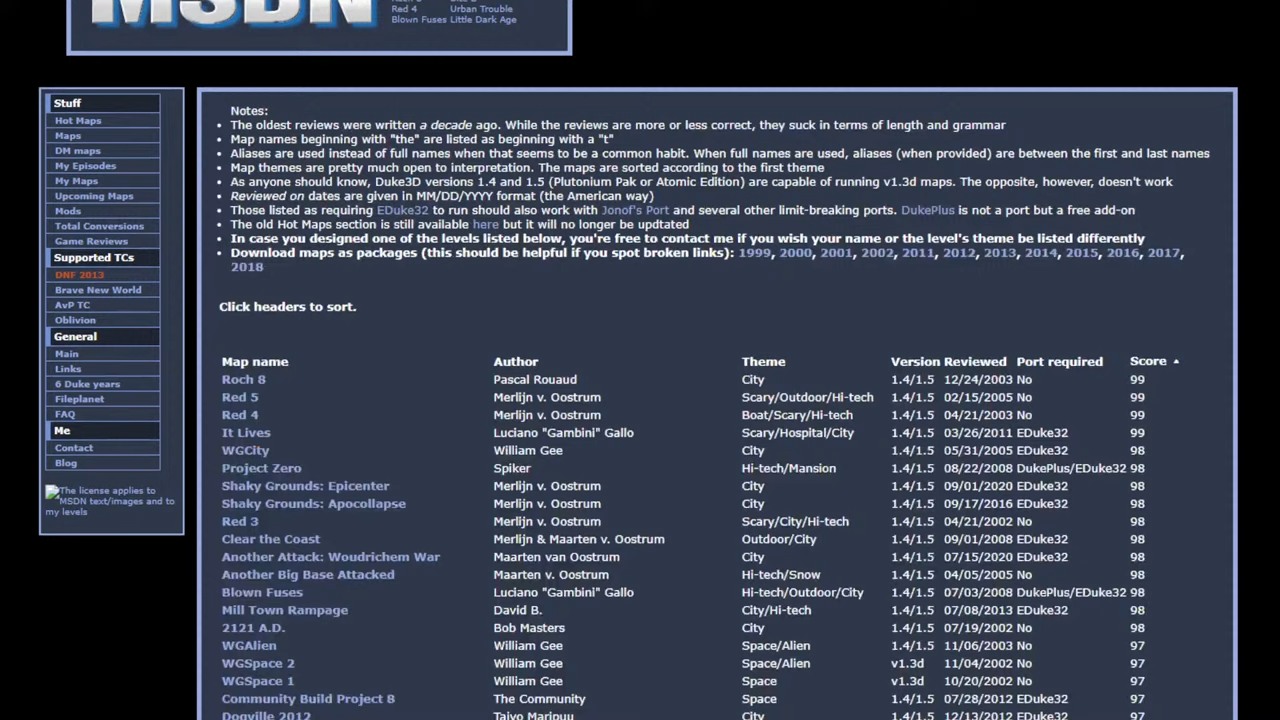 MSDN
Red 4 Urban Trouble
Blown Fuses Little Dark Age
Stuff
Hot Maps
Maps
DM maps
My Episodes
My Maps
Upcoming Maps
Mods
Total Conversions
Game Reviews
Supported TCs
DNF 2013
Brave New World
AvP TC
Oblivion
General
Main
Links
6 Duke years
Fileplanet
FAQ
Me
Contact
Blog
The license applies to
MSDN text/images and to
my levels
Notes:
• The oldest reviews were written a decade ago. While the reviews are more or less correct, they suck in terms of length and grammar
• Map names beginning with "the" are listed as beginning with a "t"
• Aliases are used instead of full names when that seems to be a common habit. When full names are used, aliases (when provided) are between the first and last names
• Map themes are pretty much open to interpretation. The maps are sorted according to the first theme
• As anyone should know, Duke3D versions 1.4 and 1.5 (Plutonium Pak or Atomic Edition) are capable of running v1.3d maps. The opposite, however, doesn't work
• Reviewed on dates are given in MM/DD/YYYY format (the American way)
• Those listed as requiring EDuke32 to run should also work with Jonof's Port and several other limit-breaking ports. DukePlus is not a port but a free add-on
• The old Hot Maps section is still available here but it will no longer be updtated
• In case you designed one of the levels listed below, you're free to contact me if you wish your name or the level's theme be listed differently
• Download maps as packages (this should be helpful if you spot broken links): 1999, 2000, 2001, 2002, 2011, 2012, 2013, 2014, 2015, 2016, 2017,
2018
Click headers to sort.
Map name Author Theme Version Reviewed Port required Score
Roch 8 Pascal Rouaud City 1.4/1.5 12/24/2003 No 99
Red 5 Merlijn v. Oostrum Scary/Outdoor/Hi-tech 1.4/1.5 02/15/2005 No 99
Red 4 Merlijn v. Oostrum Boat/Scary/Hi-tech 1.4/1.5 04/21/2003 No 99
It Lives Luciano "Gambini" Gallo Scary/Hospital/City 1.4/1.5 03/26/2011 EDuke32 99
WGCity William Gee City 1.4/1.5 05/31/2005 EDuke32 98
Project Zero Spiker Hi-tech/Mansion 1.4/1.5 08/22/2008 DukePlus/EDuke32 98
Shaky Grounds: Epicenter Merlijn v. Oostrum City 1.4/1.5 09/01/2020 EDuke32 98
Shaky Grounds: Apocollapse Merlijn v. Oostrum City 1.4/1.5 09/17/2016 EDuke32 98
Red 3 Merlijn v. Oostrum Scary/City/Hi-tech 1.4/1.5 04/21/2002 No 98
Clear the Coast Merlijn & Maarten v. Oostrum Outdoor/City 1.4/1.5 09/01/2008 EDuke32 98
Another Attack: Woudrichem War Maarten van Oostrum City 1.4/1.5 07/15/2020 EDuke32 98
Another Big Base Attacked Maarten v. Oostrum Hi-tech/Snow 1.4/1.5 04/05/2005 No 98
Blown Fuses Luciano "Gambini" Gallo Hi-tech/Outdoor/City 1.4/1.5 07/03/2008 DukePlus/EDuke32 98
Mill Town Rampage David B. City/Hi-tech 1.4/1.5 07/08/2013 EDuke32 98
2121 A.D. Bob Masters City 1.4/1.5 07/19/2002 No 98
WGAlien William Gee Space/Alien 1.4/1.5 11/06/2003 No 97
WGSpace 2 William Gee Space/Alien v1.3d 11/04/2002 No 97
WGSpace 1 William Gee Space v1.3d 10/20/2002 No 97
Community Build Project 8 The Community Space 1.4/1.5 07/28/2012 EDuke32 97
Dogville 2012 Taivo Maripuu City 1.4/1.5 12/13/2012 EDuke32 97